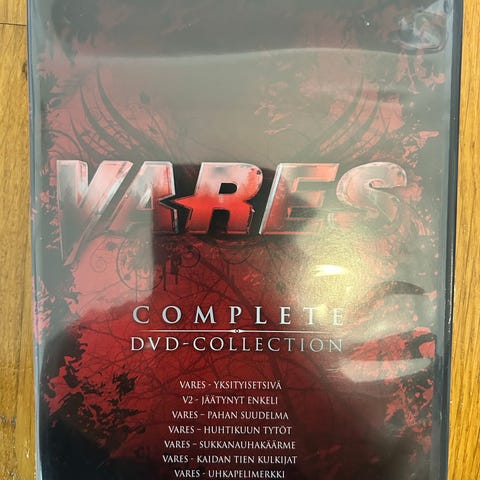 VARES
COMPLETE
DVD-COLLECTION
VARES - YKSITYISETSIVÄ
V2 - JÄÄTYNYT ENKELI
VARES – PAHAN SUUDELMA
VARES – HUHTIKUUN TYTÖT
VARES – SUKKANAUHAKÄÄRME
VARES - KAIDAN TIEN KULKIJAT
VARES - UHKAPELIMERKKI